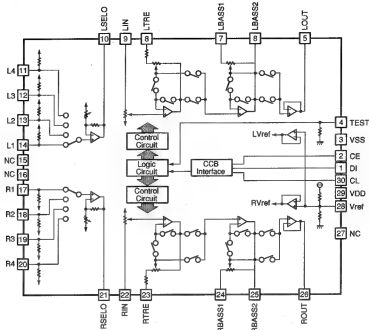 LSELO
LIN
LTRE
LBASS1
LBASS2
LOUT
10
9
8
7
6
5
L4 11
L3 12
L2 13
L1 14
NC 15
NC 16
R1 17
R2 18
R3 19
R4 20
4 TEST
3 VSS
2 CE
1 DI
30 CL
29 VDD
28 Vref
27 NC
LVref
RVref
Control
Circuit
Logic
Circuit
CCB
Interface
Control
Circuit
21
22
23
24
25
26
RSELO
RIN
RTRE
RBASS1
RBASS2
ROUT